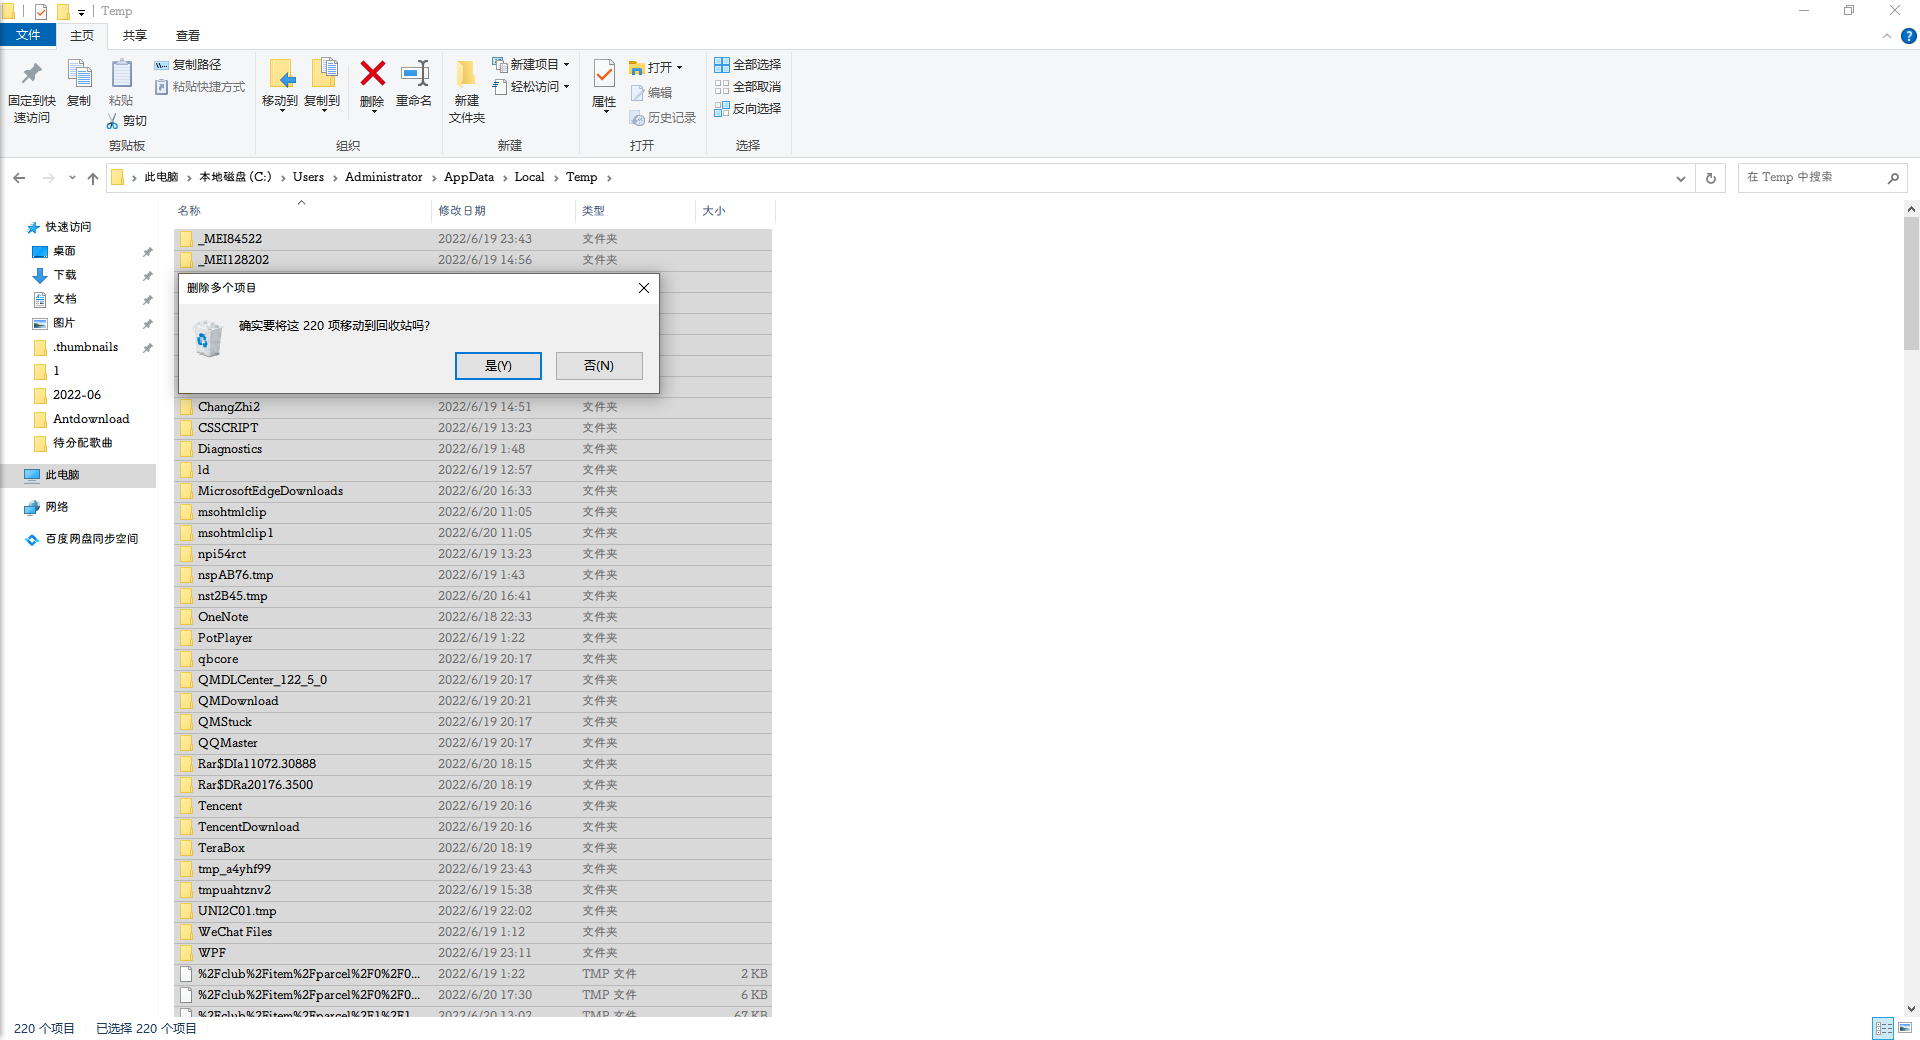 Temp
文件 主页 共享 查看
固定到快速访问
复制
粘贴
复制路径
粘贴快捷方式
剪切
剪贴板
移动到 复制到 删除 重命名
组织
新建文件夹
新建项目
轻松访问
新建
属性
打开
编辑
历史记录
打开
全部选择
全部取消
反向选择
选择
此电脑 本地磁盘 (C:) Users Administrator AppData Local Temp
在 Temp 中搜索
快速访问
桌面
下载
文档
图片
.thumbnails
1
2022-06
Antdownload
待分配歌曲
此电脑
网络
百度网盘同步空间
名称 修改日期 类型 大小
_MEI84522 2022/6/19 23:43 文件夹
_MEI128202 2022/6/19 14:56 文件夹
删除多个项目
确实要将这 220 项移动到回收站吗?
是(Y) 否(N)
ChangZhi2 2022/6/19 14:51 文件夹
CSSCRIPT 2022/6/19 13:23 文件夹
Diagnostics 2022/6/19 1:48 文件夹
ld 2022/6/19 12:57 文件夹
MicrosoftEdgeDownloads 2022/6/20 16:33 文件夹
msohtmlclip 2022/6/20 11:05 文件夹
msohtmlclip1 2022/6/20 11:05 文件夹
npi54rct 2022/6/19 13:23 文件夹
nspAB76.tmp 2022/6/19 1:43 文件夹
nst2B45.tmp 2022/6/20 16:41 文件夹
OneNote 2022/6/18 22:33 文件夹
PotPlayer 2022/6/19 1:22 文件夹
qbcore 2022/6/19 20:17 文件夹
QMDLCenter_122_5_0 2022/6/19 20:17 文件夹
QMDownload 2022/6/19 20:21 文件夹
QMStuck 2022/6/19 20:17 文件夹
QQMaster 2022/6/19 20:17 文件夹
Rar$DIa11072.30888 2022/6/20 18:15 文件夹
Rar$DRa20176.3500 2022/6/20 18:19 文件夹
Tencent 2022/6/19 20:16 文件夹
TencentDownload 2022/6/19 20:16 文件夹
TeraBox 2022/6/20 18:19 文件夹
tmp_a4yhf99 2022/6/19 23:43 文件夹
tmpuahtznv2 2022/6/19 15:38 文件夹
UNI2C01.tmp 2022/6/19 22:02 文件夹
WeChat Files 2022/6/19 1:12 文件夹
WPF 2022/6/19 23:11 文件夹
%2Fclub%2Fitem%2Fparcel%2F0%2F0... 2022/6/19 1:22 TMP 文件 2 KB
%2Fclub%2Fitem%2Fparcel%2F0%2F0... 2022/6/20 17:30 TMP 文件 6 KB
%2Fclub%2Fitem%2Fparcel%2F1%2F1... 2022/6/20 13:02 TMP 文件 67 KB
220 个项目 已选择 220 个项目